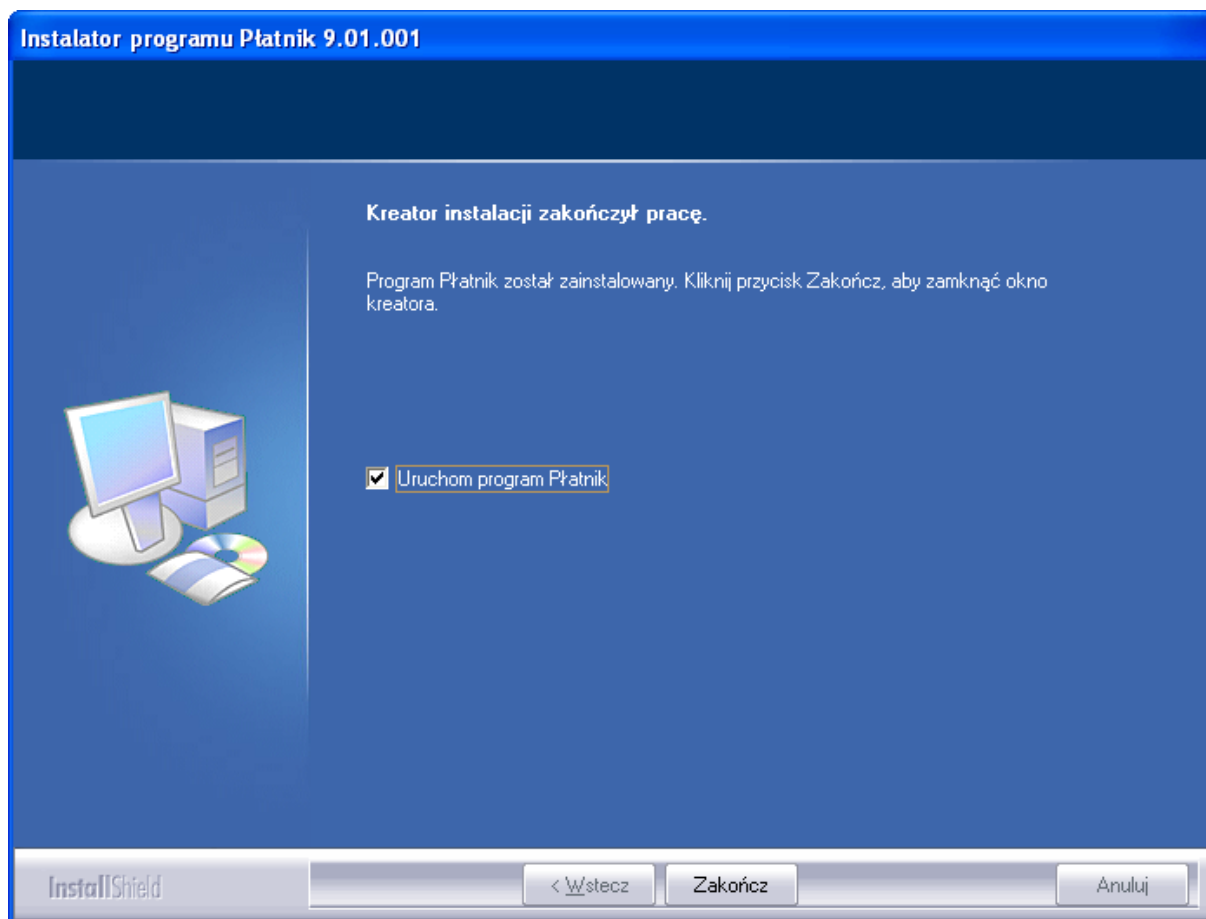 Instalator programu Płatnik 9.01.001
Kreator instalacji zakończył pracę.
Program Płatnik został zainstalowany. Kliknij przycisk Zakończ, aby zamknąć okno
kreatora.
Uruchom program Płatnik
InstallShield
< Wstecz
Zakończ
Anuluj